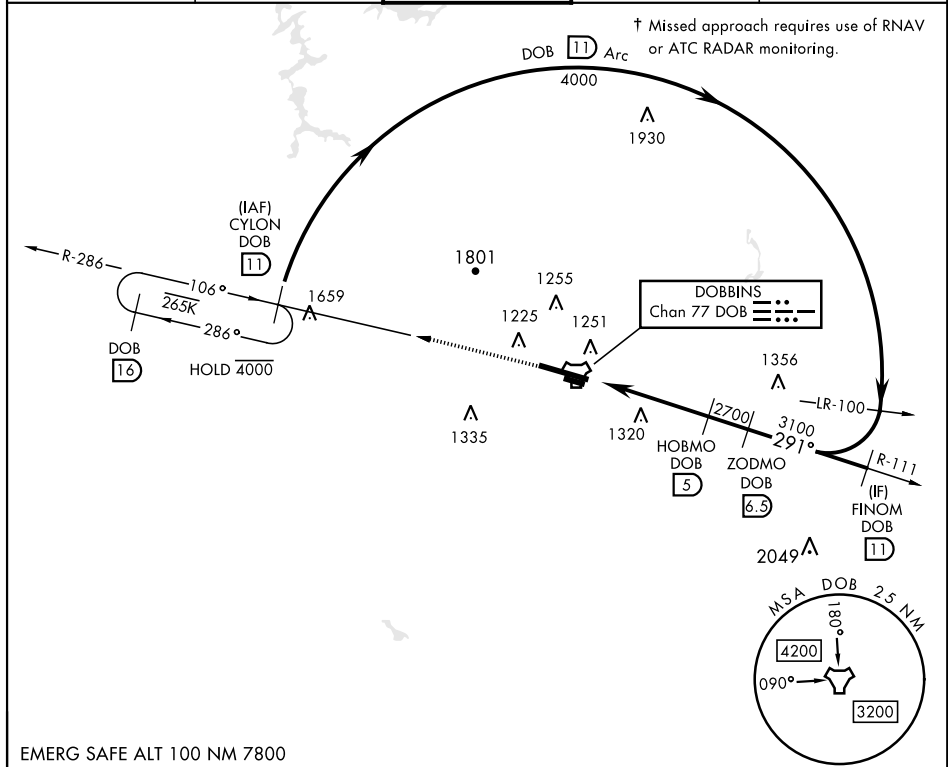 † Missed approach requires use of RNAV
or ATC RADAR monitoring.
DOB 11 Arc
4000
1930
(IAF)
CYLON
DOB
11
R-286
106°
265K
286°
1659
DOB
16
HOLD 4000
1801
1255
1225
1251
DOBBINS
Chan 77 DOB
1356
LR-100
1335
1320
2700
3100
291°
HOBMO
DOB
5
ZODMO
DOB
6.5
R-111
(IF)
FINOM
DOB
11
2049
MSA DOB 25 NM
180°
4200
090°
3200
EMERG SAFE ALT 100 NM 7800